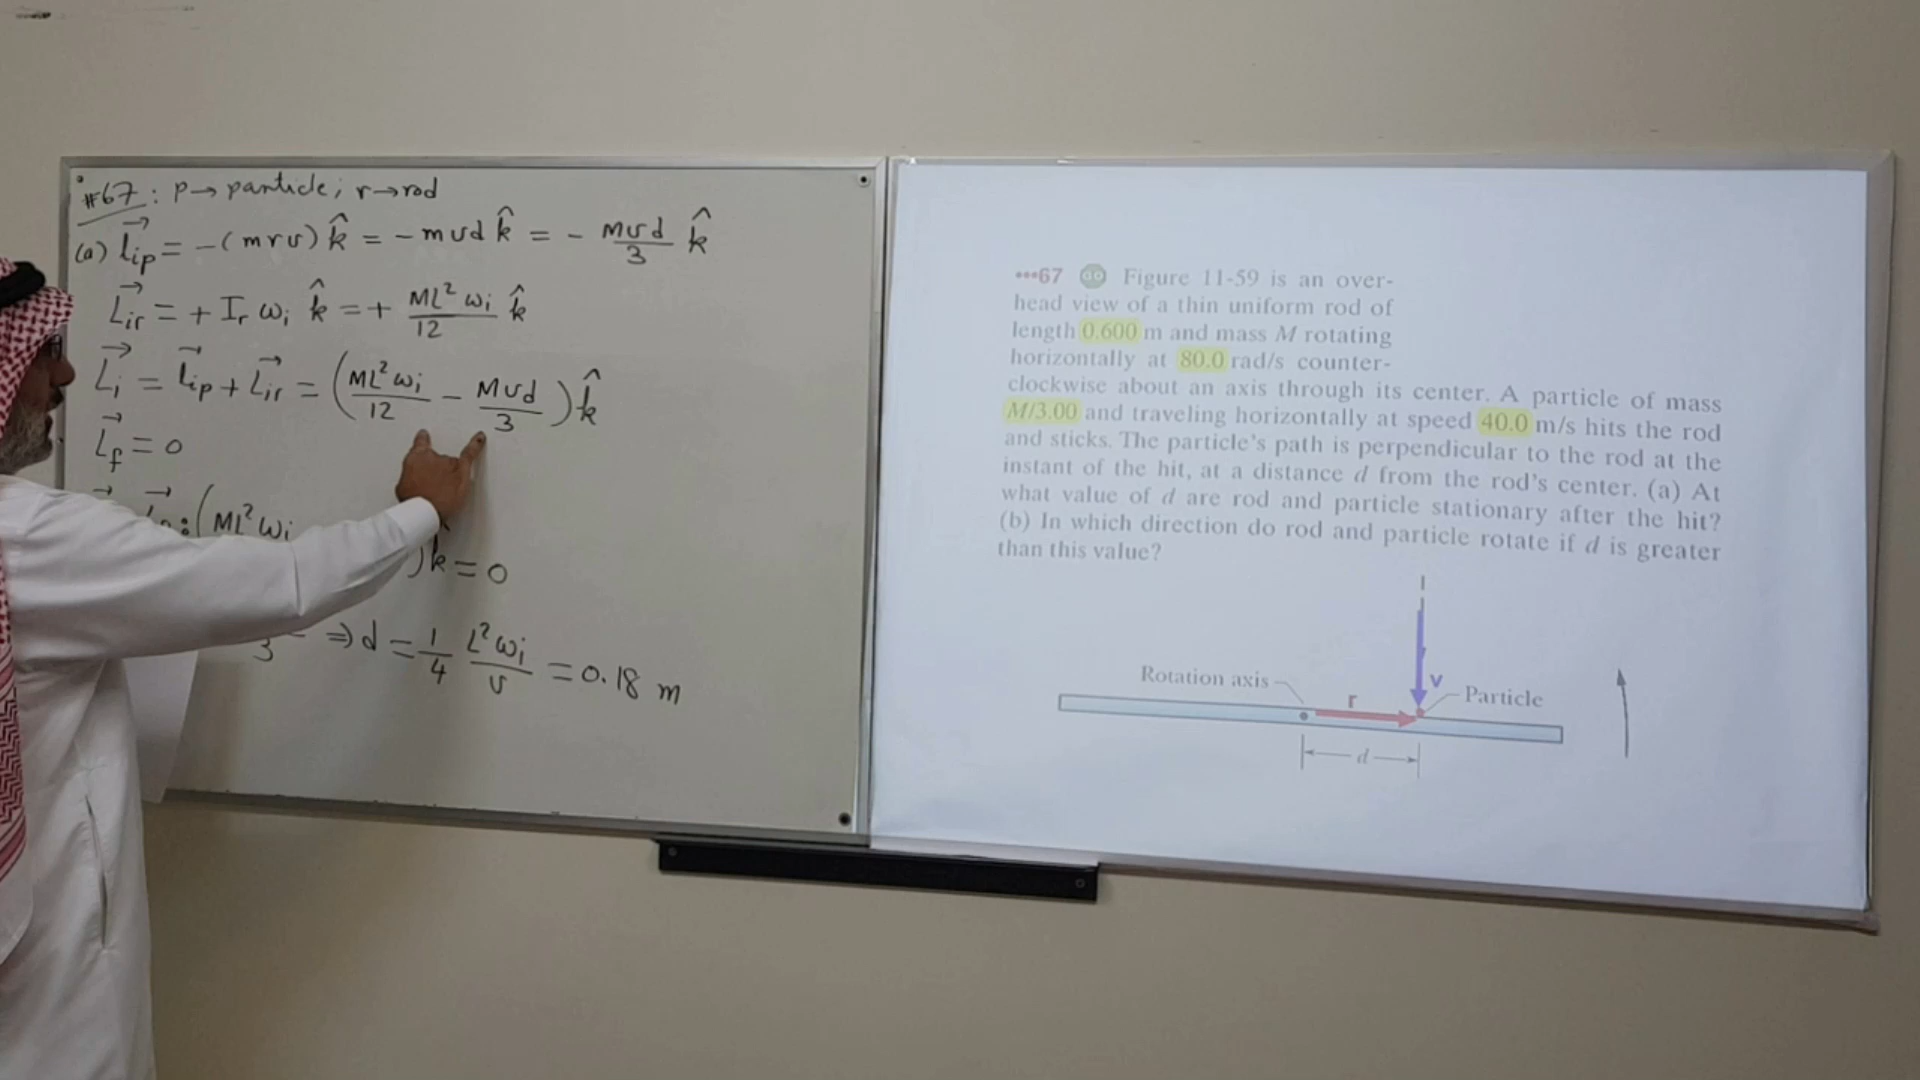 #67 : p → particle; r → rod
(a) l⃗ip = -(mrv) k̂ = - mvd k̂ = - Mvd/3 k̂
L⃗ir = + Ir ωi k̂ = + ML²ωi/12 k̂
L⃗i = l⃗ip + L⃗ir = (ML²ωi/12 - Mvd/3) k̂
L⃗f = 0
: (ML²ωi
) k = 0
3 ⇒ d = 1/4 L²ωi/v = 0.18 m
•••67 GO Figure 11-59 is an over-
head view of a thin uniform rod of
length 0.600 m and mass M rotating
horizontally at 80.0 rad/s counter-
clockwise about an axis through its center. A particle of mass
M/3.00 and traveling horizontally at speed 40.0 m/s hits the rod
and sticks. The particle's path is perpendicular to the rod at the
instant of the hit, at a distance d from the rod's center. (a) At
what value of d are rod and particle stationary after the hit?
(b) In which direction do rod and particle rotate if d is greater
than this value?
Rotation axis
r
v
Particle
d